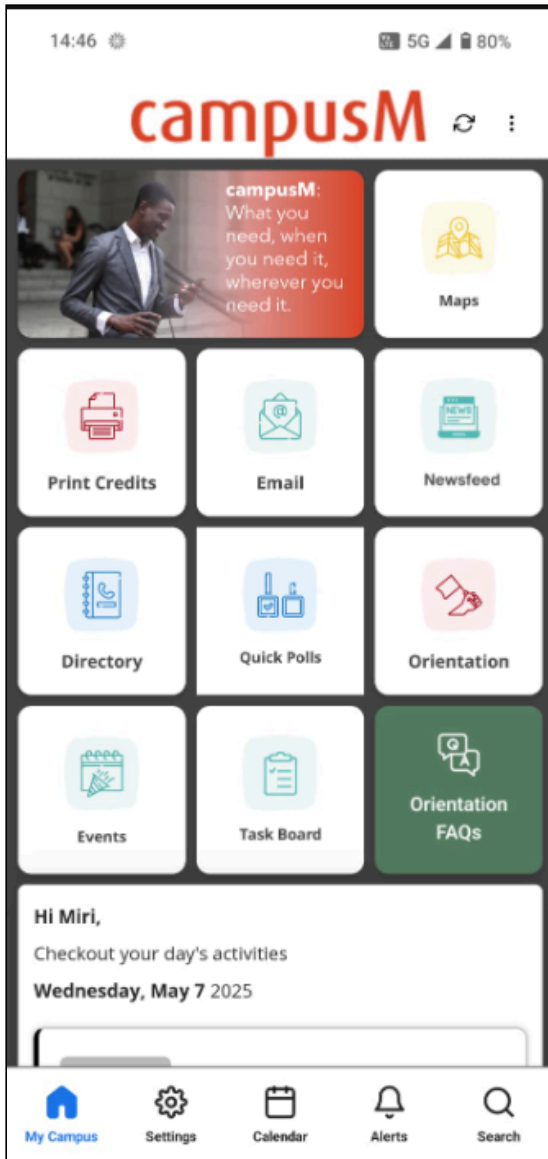 14:46
5G 80%
campusM
campusM:
What you
need, when
you need it,
wherever you
need it.
Maps
Print Credits
Email
@
NEWS
Newsfeed
Directory
Quick Polls
Orientation
Events
Task Board
Q
A
Orientation
FAQs
Hi Miri,
Checkout your day's activities
Wednesday, May 7 2025
My Campus
Settings
Calendar
Alerts
Search